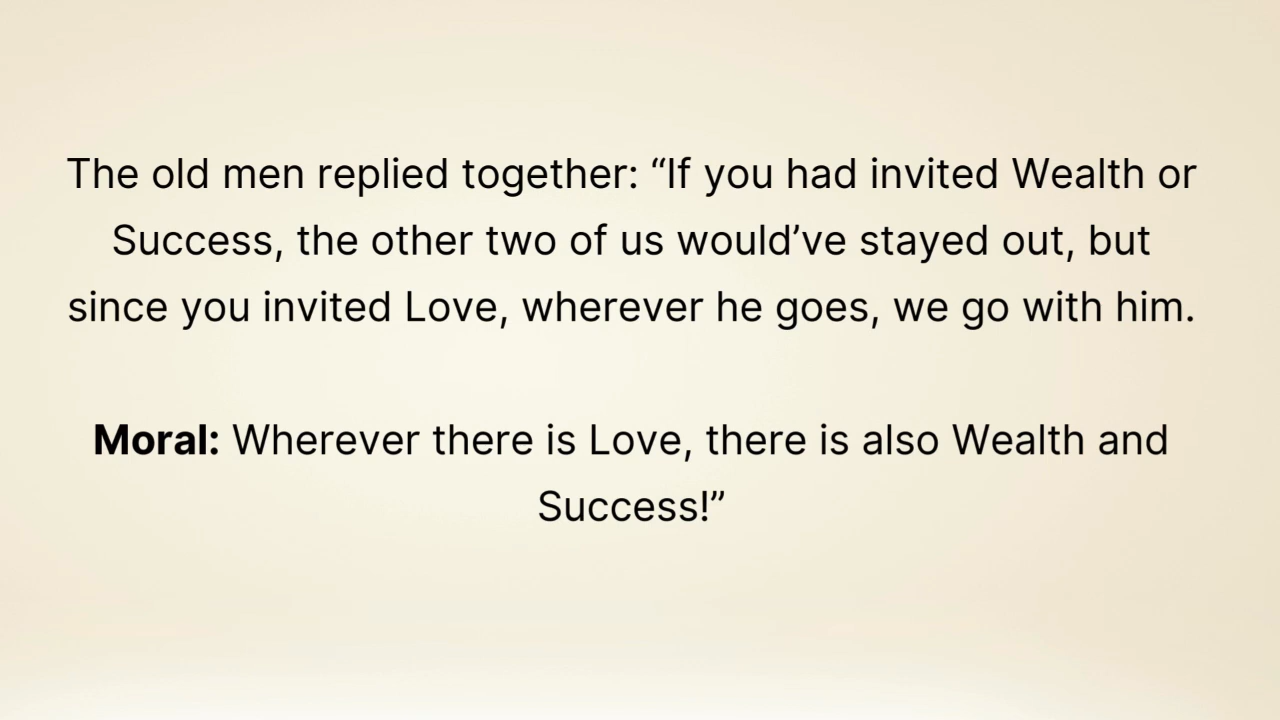 The old men replied together: “If you had invited Wealth or
Success, the other two of us would’ve stayed out, but
since you invited Love, wherever he goes, we go with him.
Moral: Wherever there is Love, there is also Wealth and
Success!”